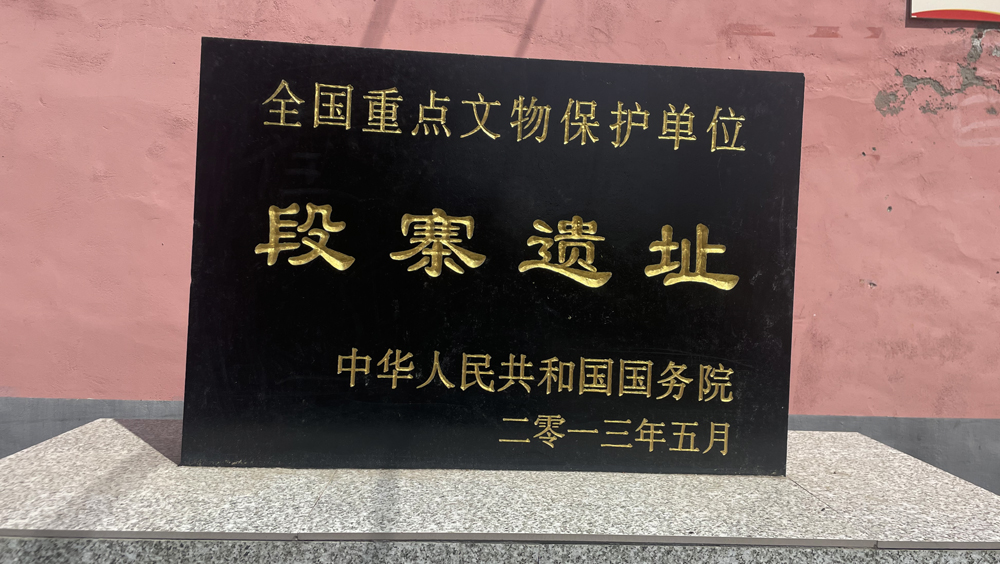 全国重点文物保护单位
段寨遗址
中华人民共和国国务院
二零一三年五月